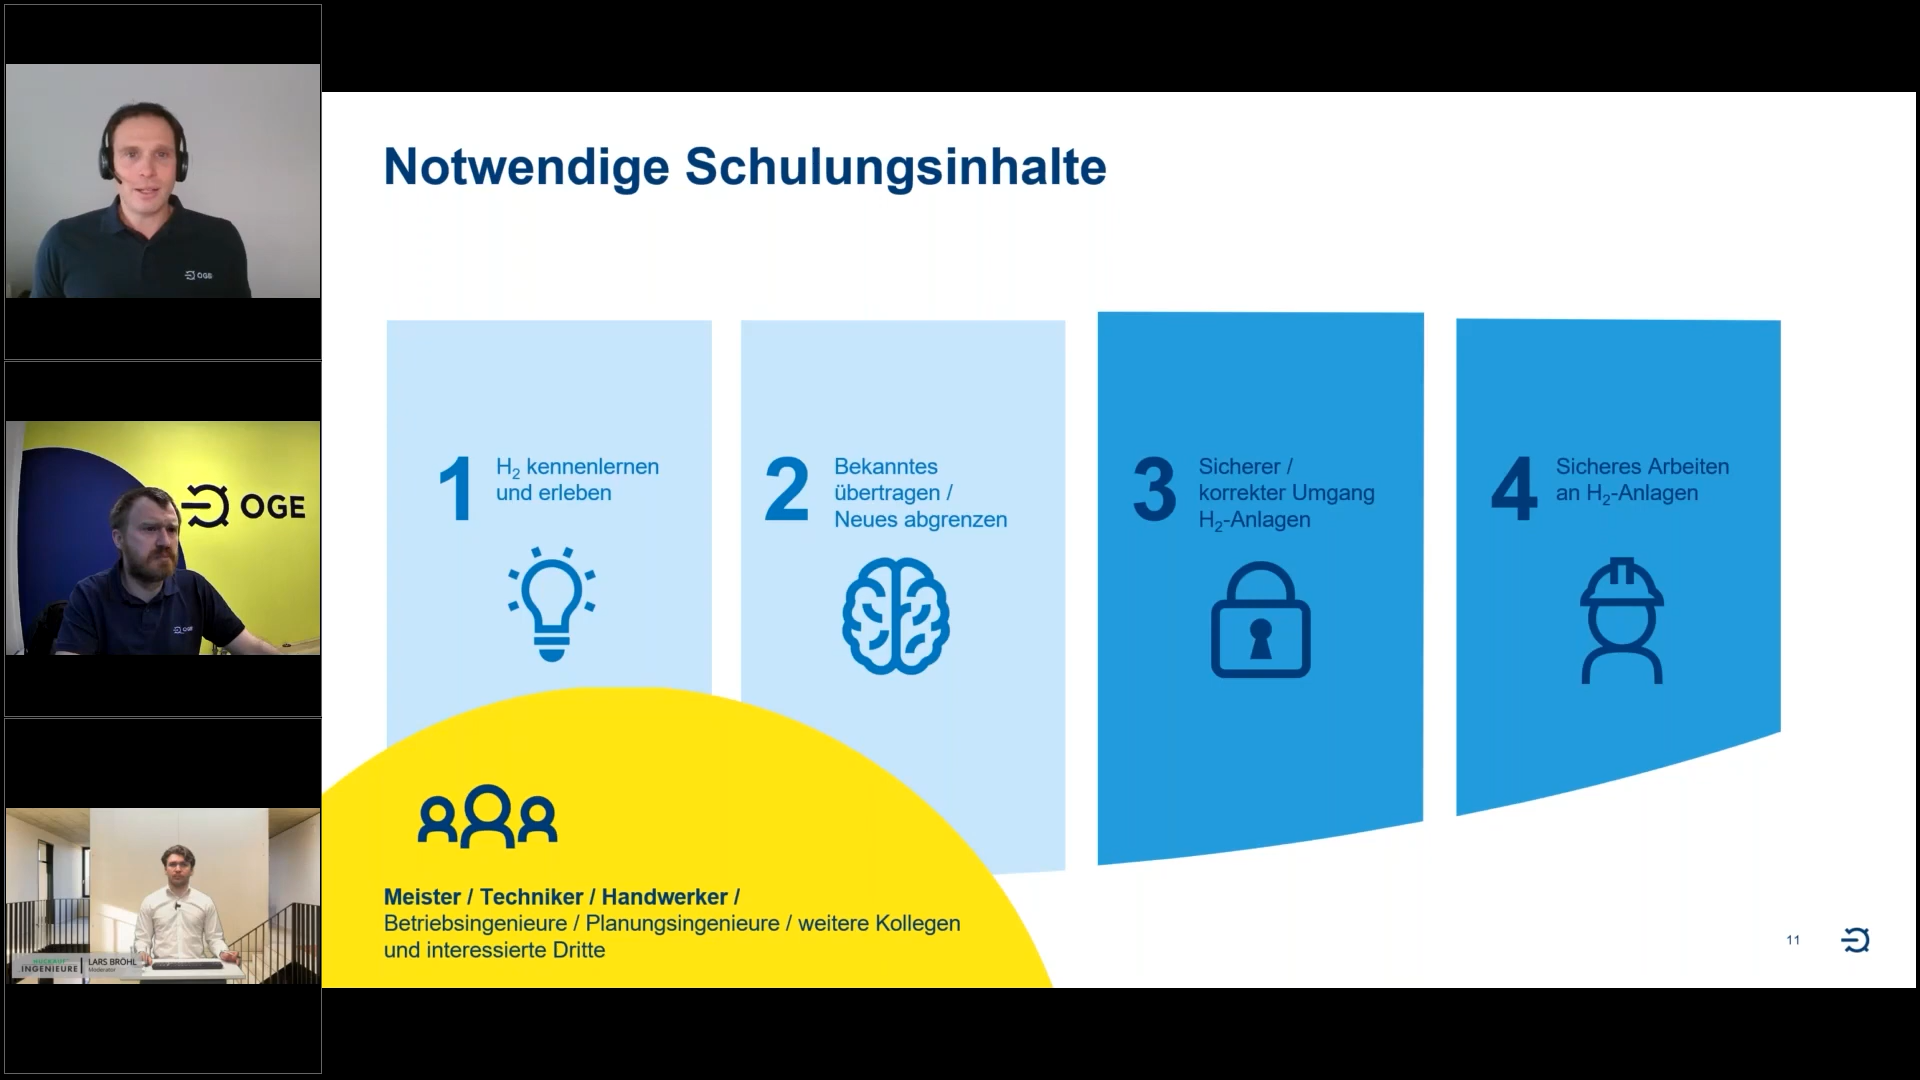 Notwendige Schulungsinhalte
1
H₂ kennenlernen
und erleben
2
Bekanntes
übertragen /
Neues abgrenzen
3
Sicherer /
korrekter Umgang
H₂-Anlagen
4
Sicheres Arbeiten
an H₂-Anlagen
Meister / Techniker / Handwerker /
Betriebsingenieure / Planungsingenieure / weitere Kollegen
und interessierte Dritte
11
OGE
OGE
OGE
INGENIEURE
LARS BRÖHL
Moderator